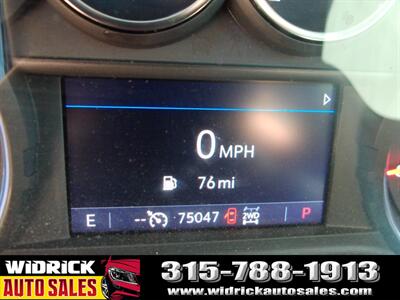 0 MPH
76 mi
E -- 75047 2WD P
WIDRICK 315-788-1913
AUTO SALES www.widrickautosales.com